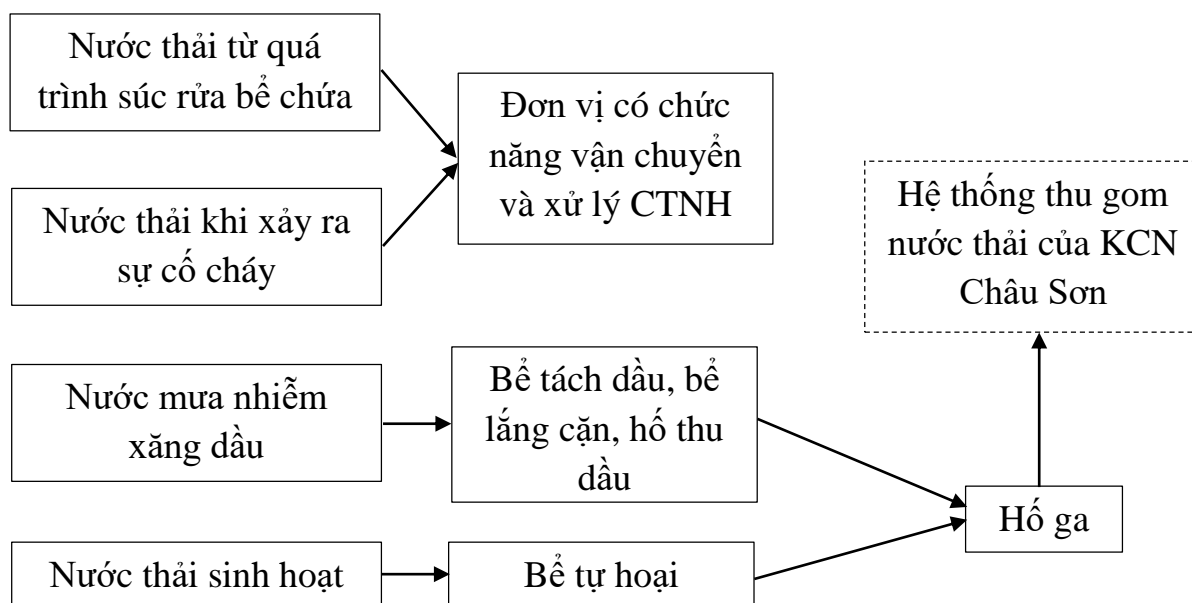 Nước thải từ quá
trình súc rửa bể chứa
Đơn vị có chức
năng vận chuyển
và xử lý CTNH
Nước thải khi xảy ra
sự cố cháy
Hệ thống thu gom
nước thải của KCN
Châu Sơn
Nước mưa nhiễm
xăng dầu
Bể tách dầu, bể
lắng cặn, hố thu
dầu
Hố ga
Nước thải sinh hoạt
Bể tự hoại